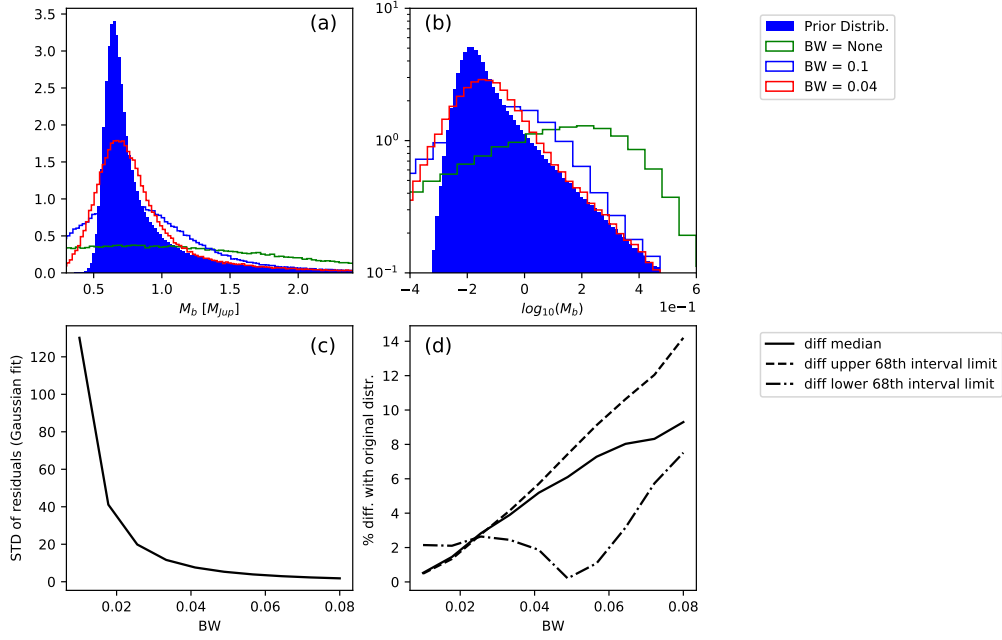 (a)
3.5
3.0
2.5
2.0
1.5
1.0
0.5
0.0
0.5
1.0
1.5
2.0
M_b [M_Jup]
(b)
10^1
10^0
10^−1
−6
−4
−2
0
2
4
6
1e−1
log_10(M_b)
Prior Distrib.
BW = None
BW = 0.1
BW = 0.04
(c)
STD of residuals (Gaussian fit)
120
100
80
60
40
20
0
0.02
0.04
0.06
0.08
BW
(d)
% diff. with original distr.
14
12
10
8
6
4
2
0
0.02
0.04
0.06
0.08
BW
diff median
diff upper 68th interval limit
diff lower 68th interval limit